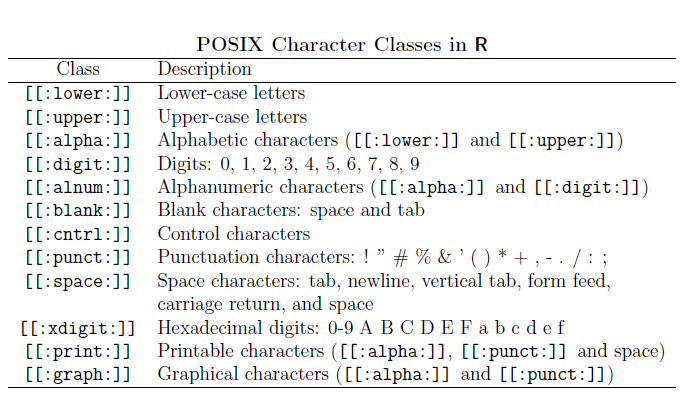 POSIX Character Classes in R
Class Description
[[:lower:]] Lower-case letters
[[:upper:]] Upper-case letters
[[:alpha:]] Alphabetic characters ([[:lower:]] and [[:upper:]])
[[:digit:]] Digits: 0, 1, 2, 3, 4, 5, 6, 7, 8, 9
[[:alnum:]] Alphanumeric characters ([[:alpha:]] and [[:digit:]])
[[:blank:]] Blank characters: space and tab
[[:cntrl:]] Control characters
[[:punct:]] Punctuation characters: ! ” # % & ’ ( ) * + , - . / : ;
[[:space:]] Space characters: tab, newline, vertical tab, form feed,
carriage return, and space
[[:xdigit:]] Hexadecimal digits: 0-9 A B C D E F a b c d e f
[[:print:]] Printable characters ([[:alpha:]], [[:punct:]] and space)
[[:graph:]] Graphical characters ([[:alpha:]] and [[:punct:]])